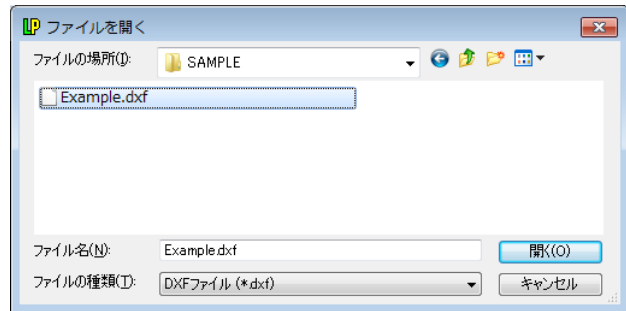 LP ファイルを開く
ファイルの場所(I): SAMPLE
Example.dxf
ファイル名(N): Example.dxf 開く(O)
ファイルの種類(T): DXFファイル (*.dxf) キャンセル